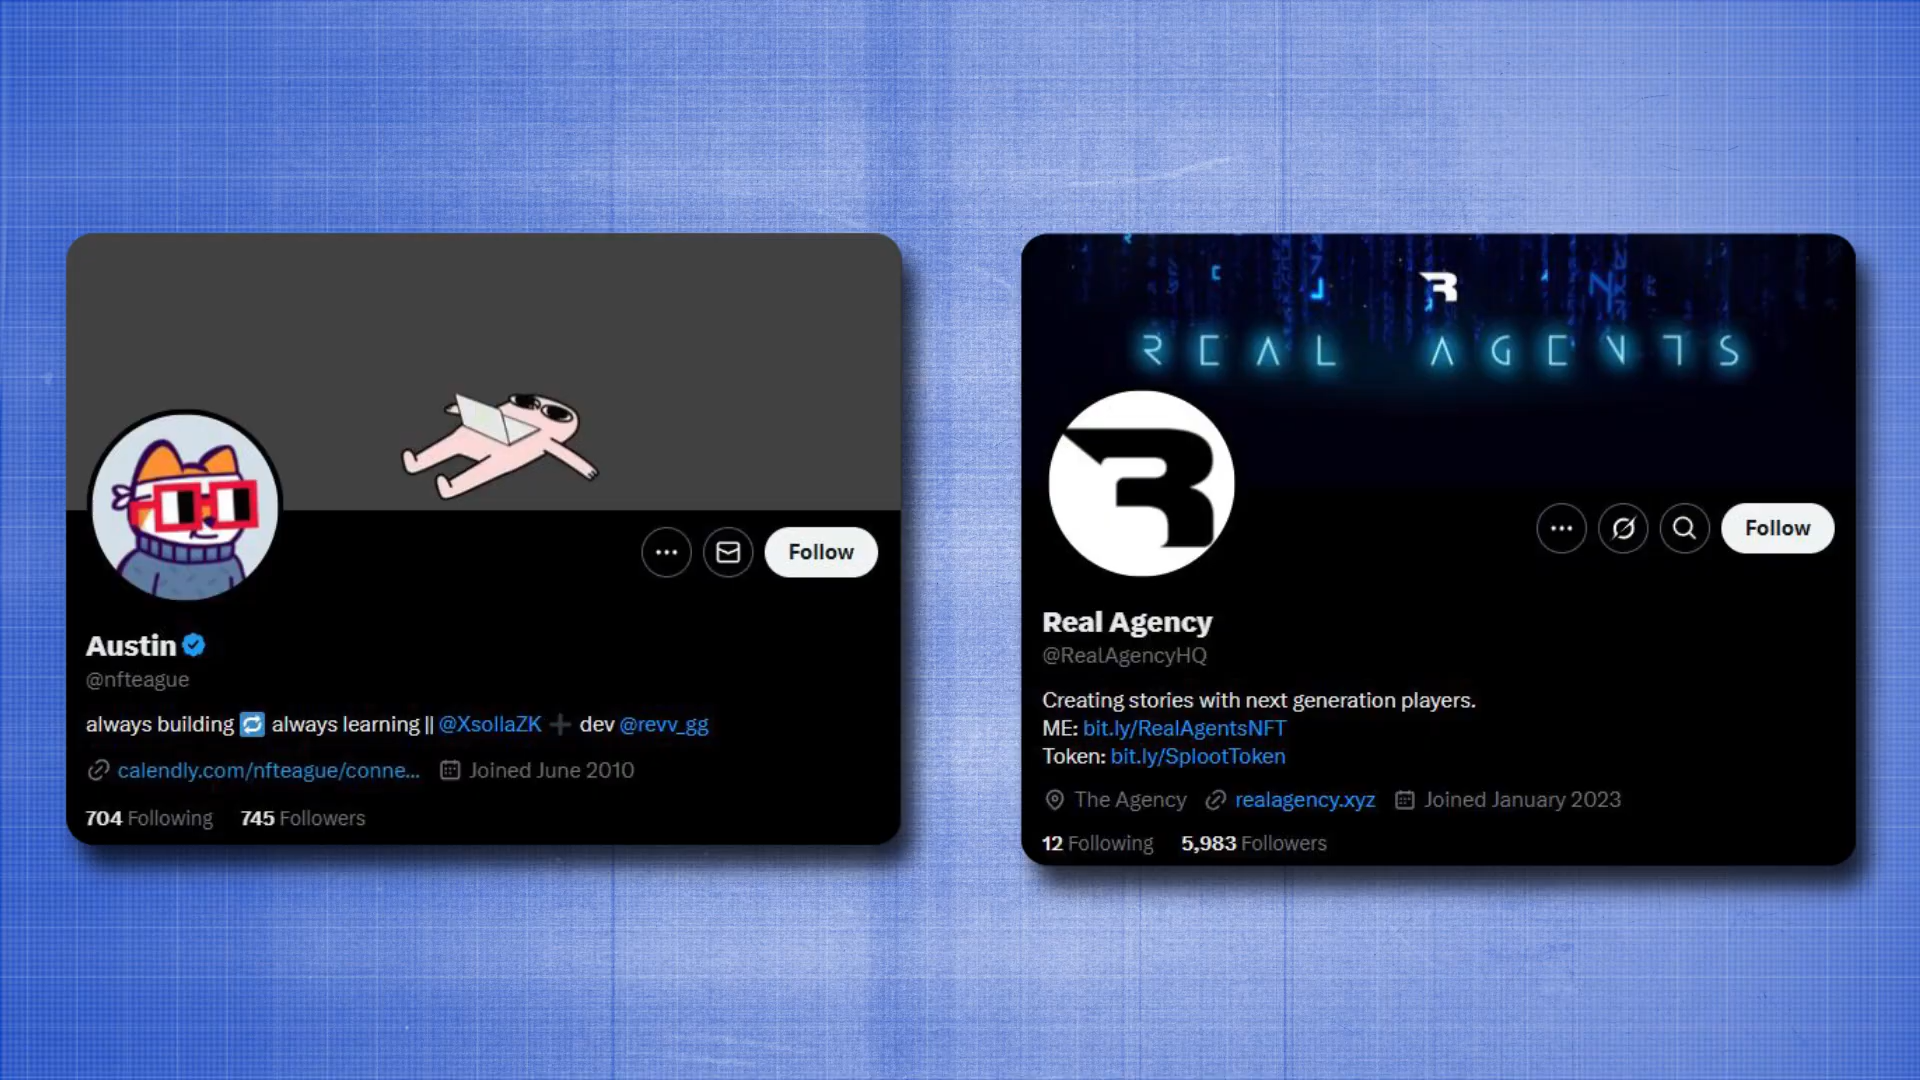 Follow
Austin
@nfteague
always building 🔁 always learning || @XsollaZK ➕ dev @revv_gg
calendly.com/nfteague/conne... Joined June 2010
704 Following 745 Followers
REAL AGENTS
Follow
Real Agency
@RealAgencyHQ
Creating stories with next generation players.
ME: bit.ly/RealAgentsNFT
Token: bit.ly/SplootToken
The Agency realagency.xyz Joined January 2023
12 Following 5,983 Followers